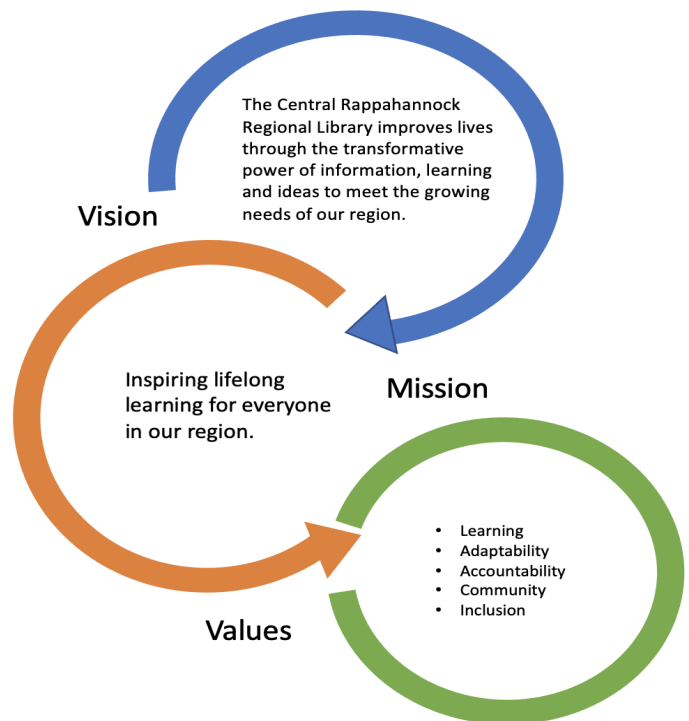 The Central Rappahannock
Regional Library improves lives
through the transformative
power of information, learning
and ideas to meet the growing
needs of our region.
Vision
Inspiring lifelong
learning for everyone
in our region.
Mission
• Learning
• Adaptability
• Accountability
• Community
• Inclusion
Values